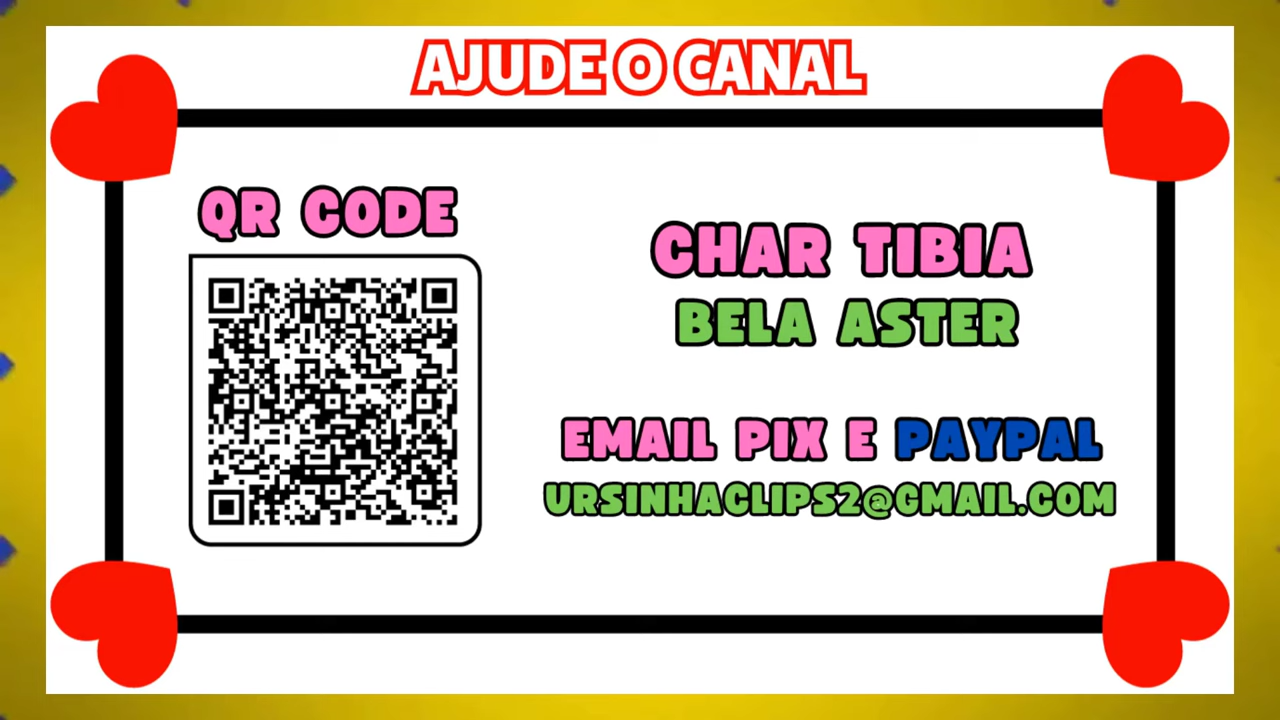 AJUDE O CANAL
QR CODE
CHAR TIBIA
BELA ASTER
EMAIL PIX E PAYPAL
URSINHACLIPS2@GMAIL.COM